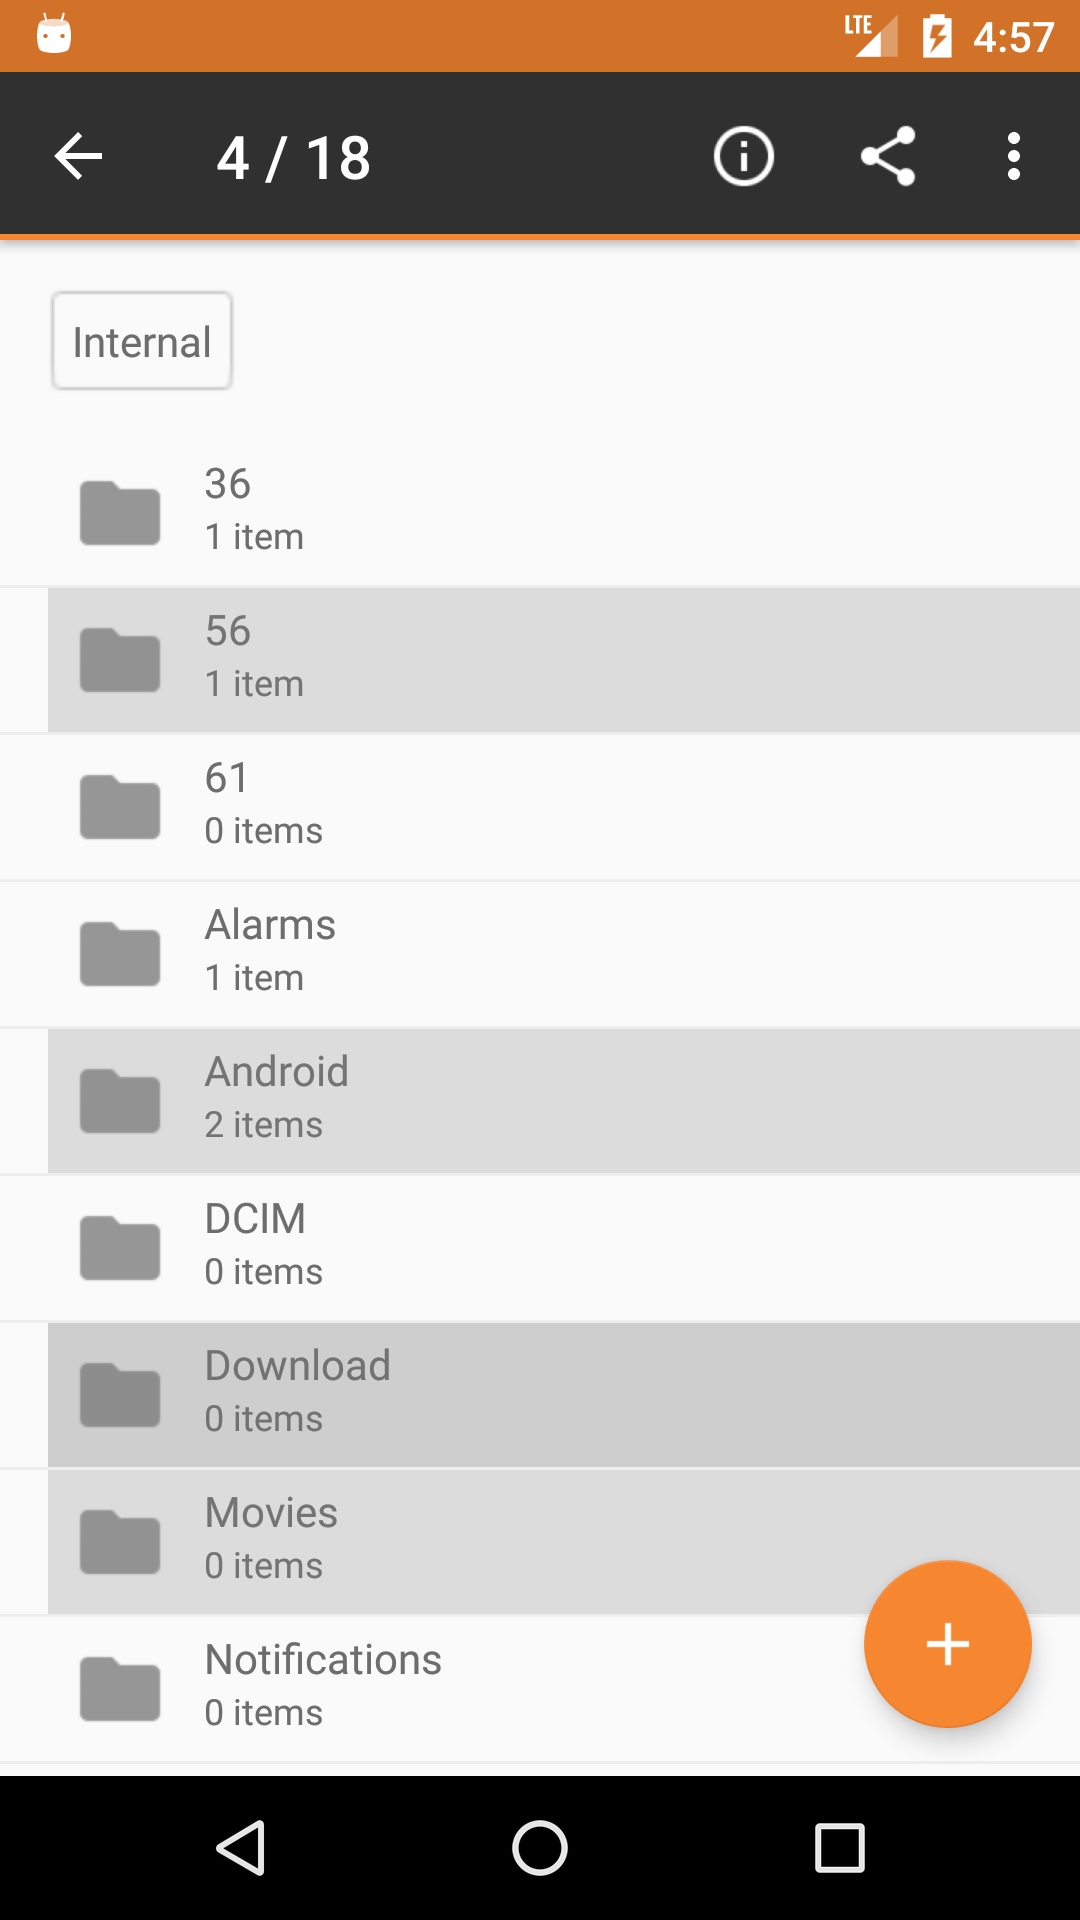 LTE 4:57
4 / 18
Internal
36
1 item
56
1 item
61
0 items
Alarms
1 item
Android
2 items
DCIM
0 items
Download
0 items
Movies
0 items
Notifications
0 items